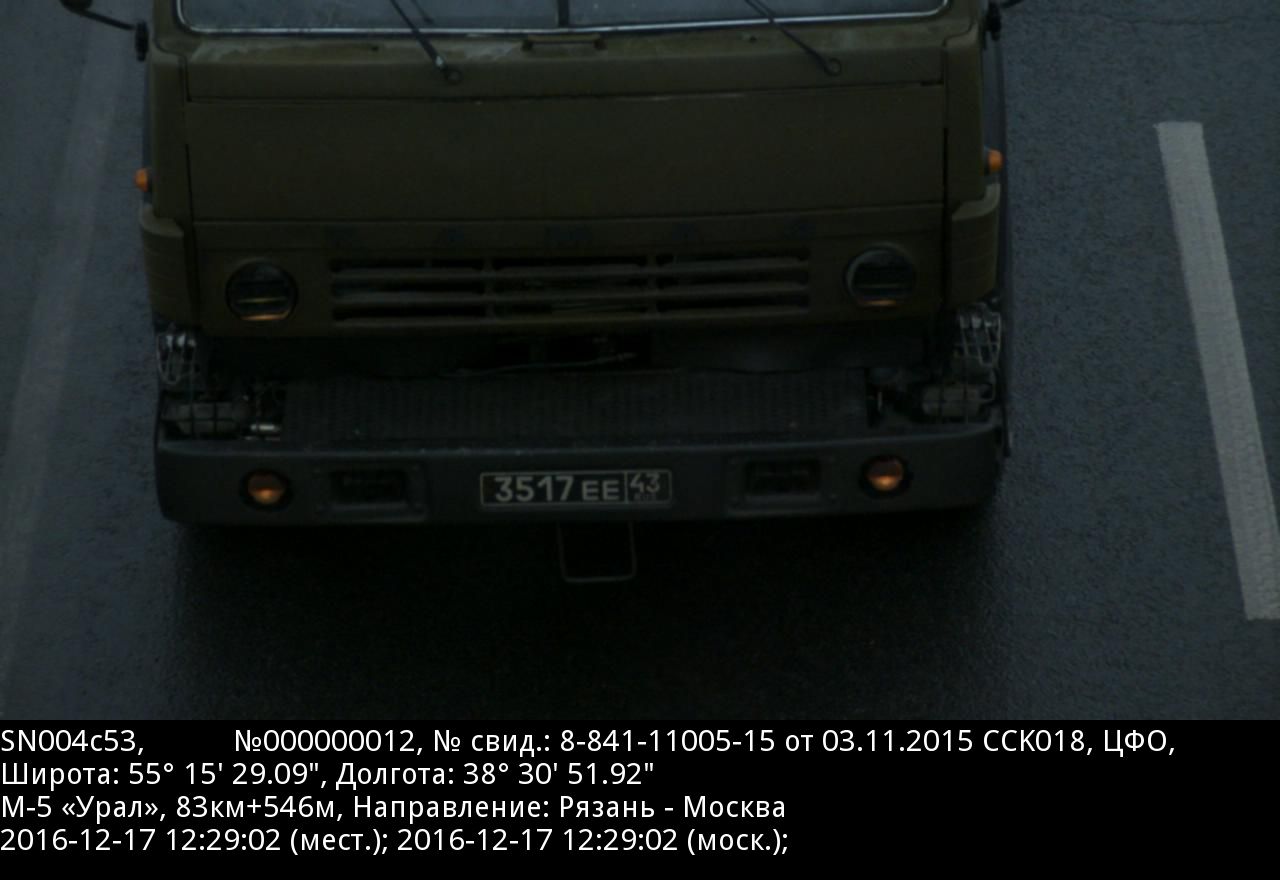 3517 ЕЕ 43
SN004c53, №000000012, № свид.: 8-841-11005-15 от 03.11.2015 ССК018, ЦФО,
Широта: 55° 15' 29.09", Долгота: 38° 30' 51.92"
М-5 «Урал», 83км+546м, Направление: Рязань - Москва
2016-12-17 12:29:02 (мест.); 2016-12-17 12:29:02 (моск.);